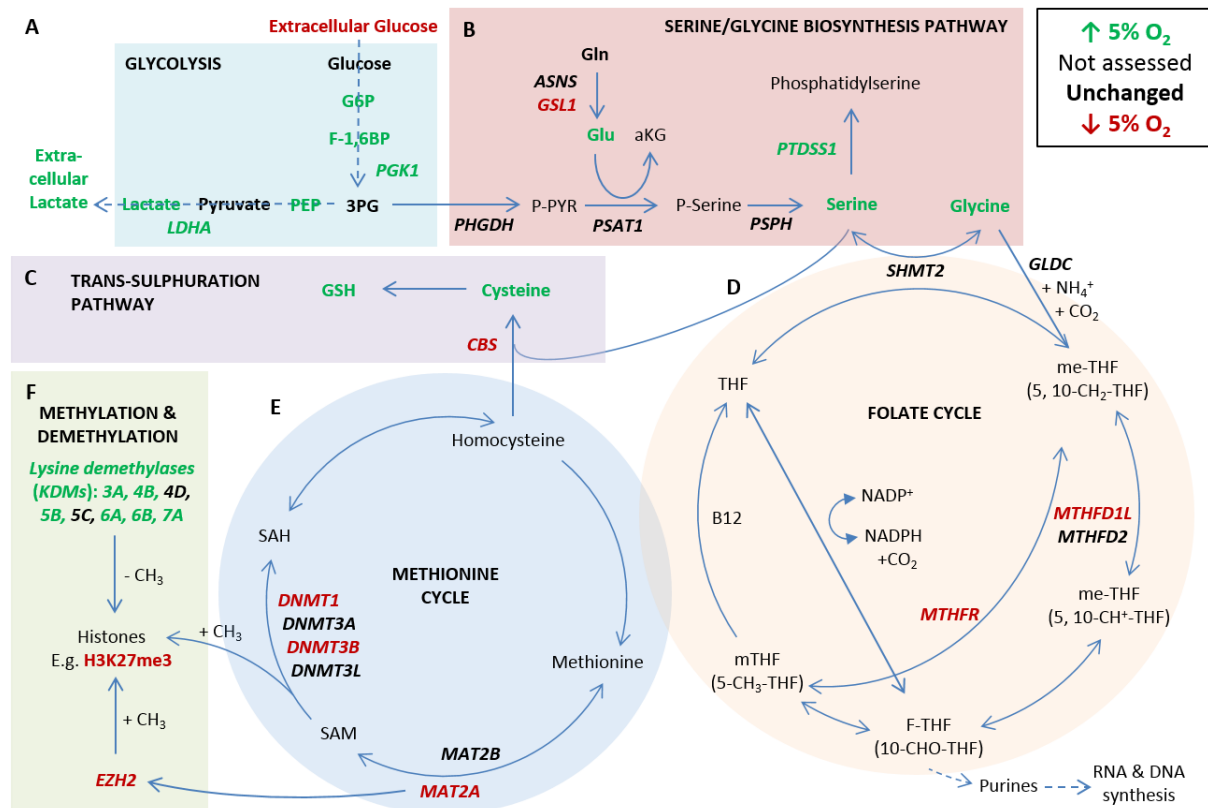 A
Extracellular Glucose
GLYCOLYSIS
Glucose
G6P
F-1,6BP
PGK1
Extra-
cellular
Lactate
Lactate
Pyruvate
PEP
3PG
LDHA
B
SERINE/GLYCINE BIOSYNTHESIS PATHWAY
Gln
ASNS
GSL1
Glu
aKG
Phosphatidylserine
PTDSS1
P-PYR
P-Serine
Serine
Glycine
PHGDH
PSAT1
PSPH
↑ 5% O₂
Not assessed
Unchanged
↓ 5% O₂
C
TRANS-SULPHURATION
PATHWAY
GSH
Cysteine
CBS
D
SHMT2
GLDC
+ NH₄⁺
+ CO₂
THF
me-THF
(5, 10-CH₂-THF)
FOLATE CYCLE
B12
NADP⁺
NADPH
+CO₂
MTHFD1L
MTHFD2
MTHFR
me-THF
(5, 10-CH⁺-THF)
mTHF
(5-CH₃-THF)
F-THF
(10-CHO-THF)
Purines
RNA & DNA
synthesis
E
Homocysteine
SAH
METHIONINE
CYCLE
DNMT1
DNMT3A
DNMT3B
DNMT3L
Methionine
SAM
MAT2B
MAT2A
F
METHYLATION &
DEMETHYLATION
Lysine demethylases
(KDMs): 3A, 4B, 4D,
5B, 5C, 6A, 6B, 7A
- CH₃
+ CH₃
Histones
E.g. H3K27me3
+ CH₃
EZH2